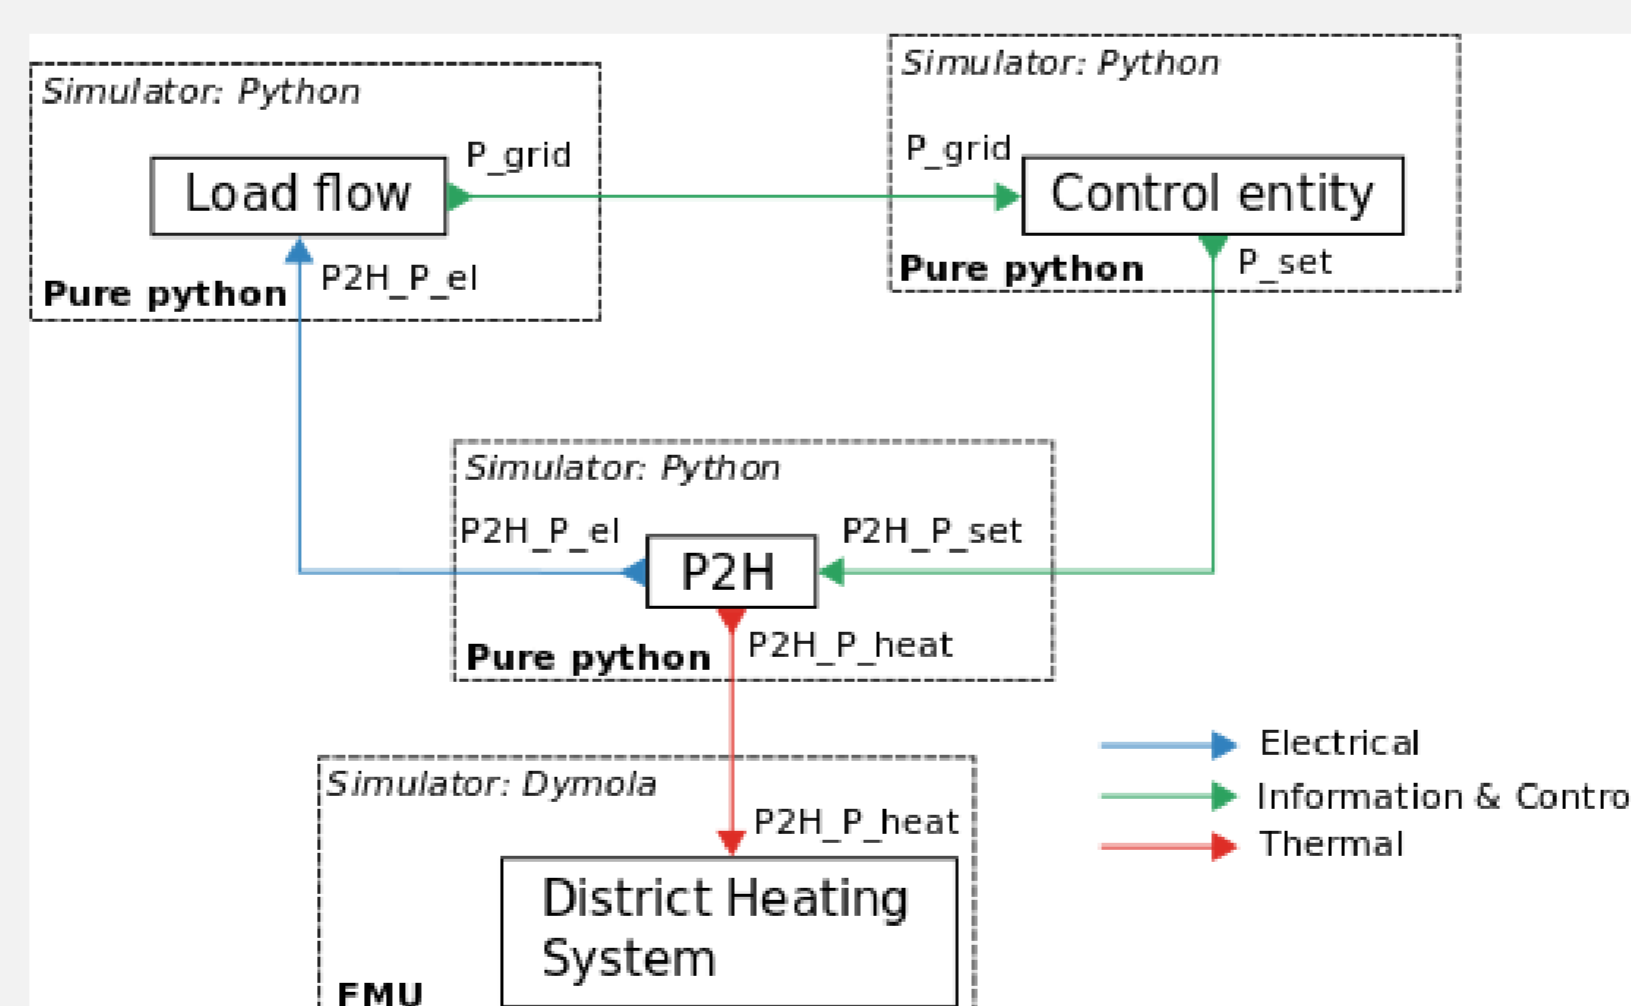 Simulator: Python
P_grid
Load flow
P2H_P_el
Pure python
Simulator: Python
P_grid
Control entity
P_set
Pure python
Simulator: Python
P2H_P_el
P2H_P_set
P2H
P2H_P_heat
Pure python
Simulator: Dymola
P2H_P_heat
District Heating
System
FMU
Electrical
Information & Contro
Thermal